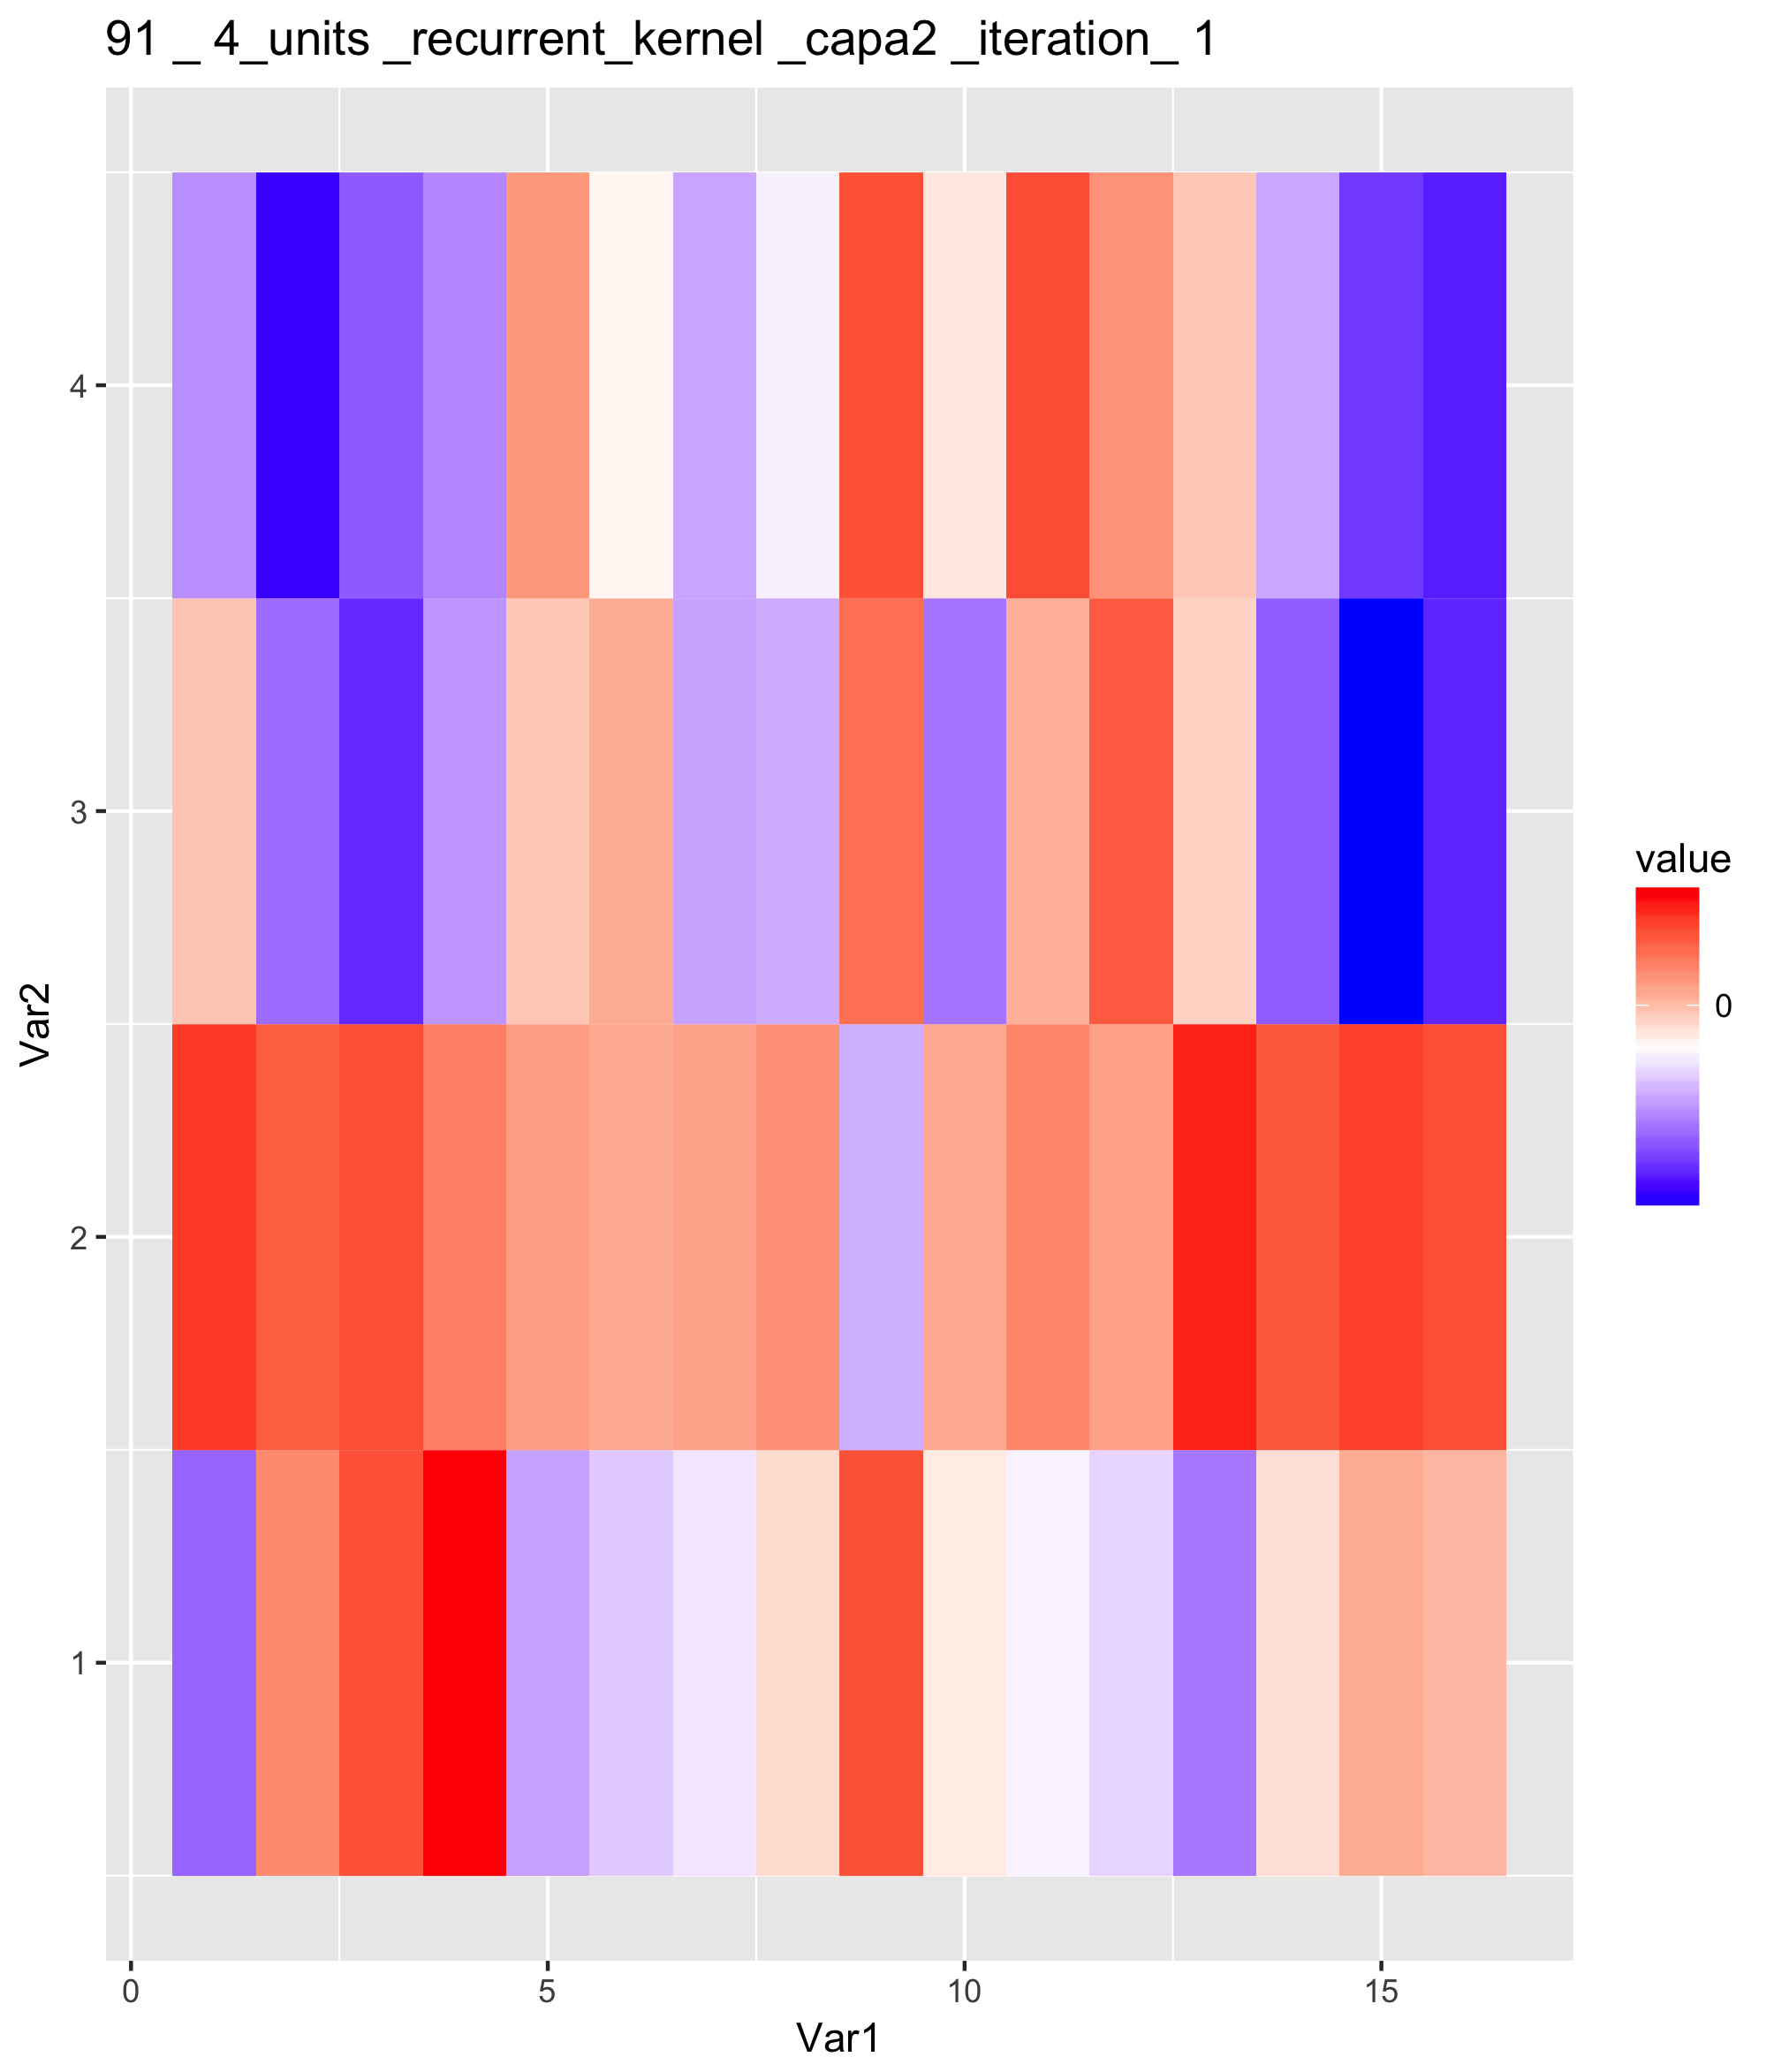 91 _ 4_units _recurrent_kernel _capa2 _iteration_ 1
4
3
2
1
Var2
0
5
10
15
Var1
value
0